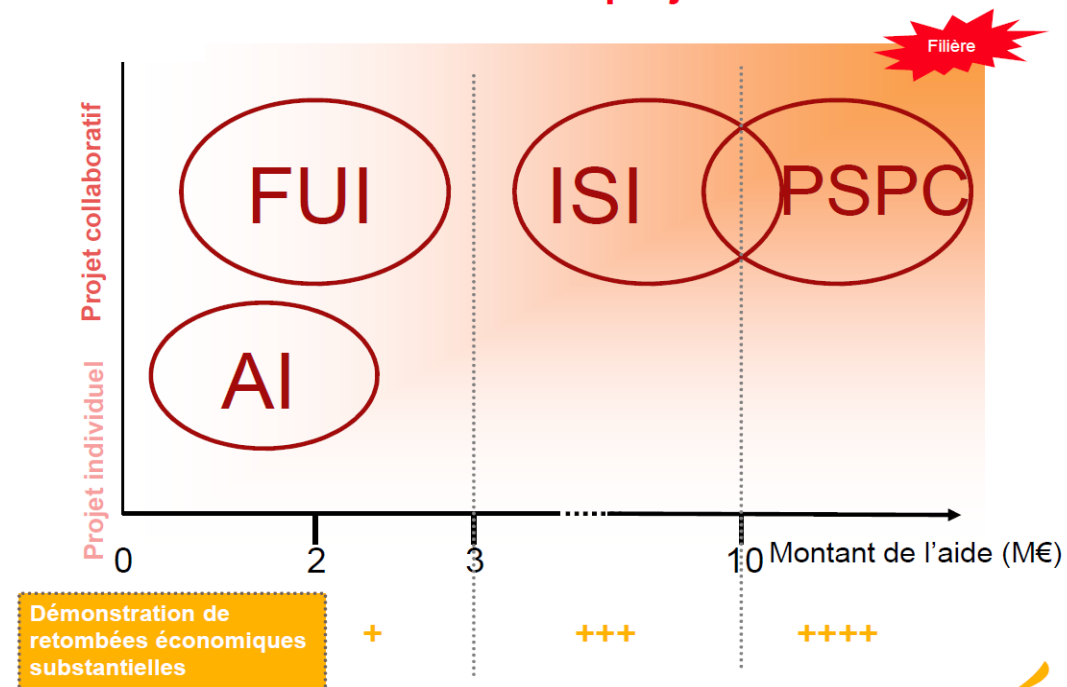 Filière
Projet collaboratif
FUI
ISI
PSPC
Projet individuel
AI
0
2
3
10
Montant de l’aide (M€)
Démonstration de
retombées économiques
substantielles
+
+++
++++